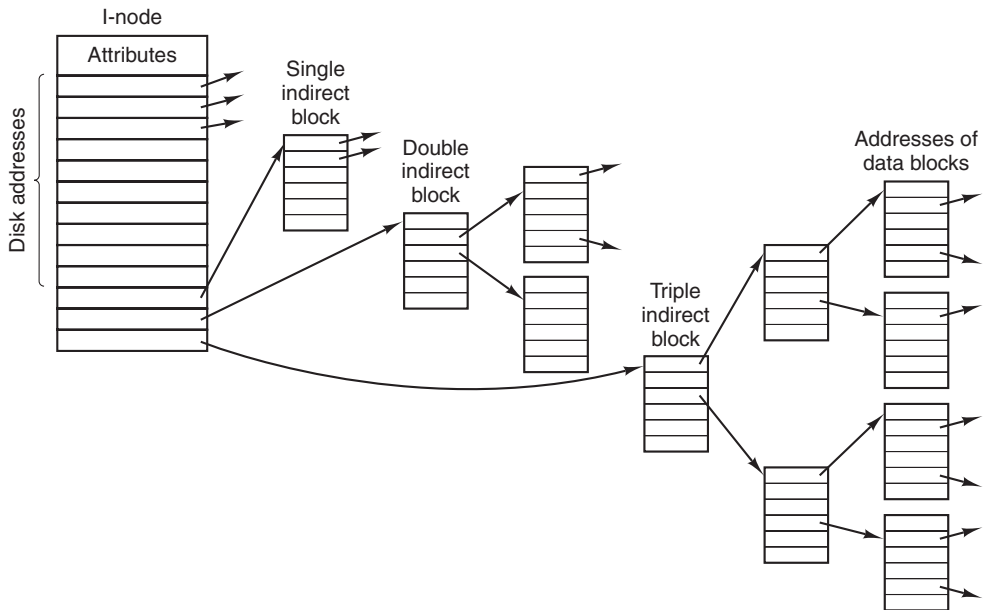 I-node
Attributes
Disk addresses
Single
indirect
block
Double
indirect
block
Triple
indirect
block
Addresses of
data blocks